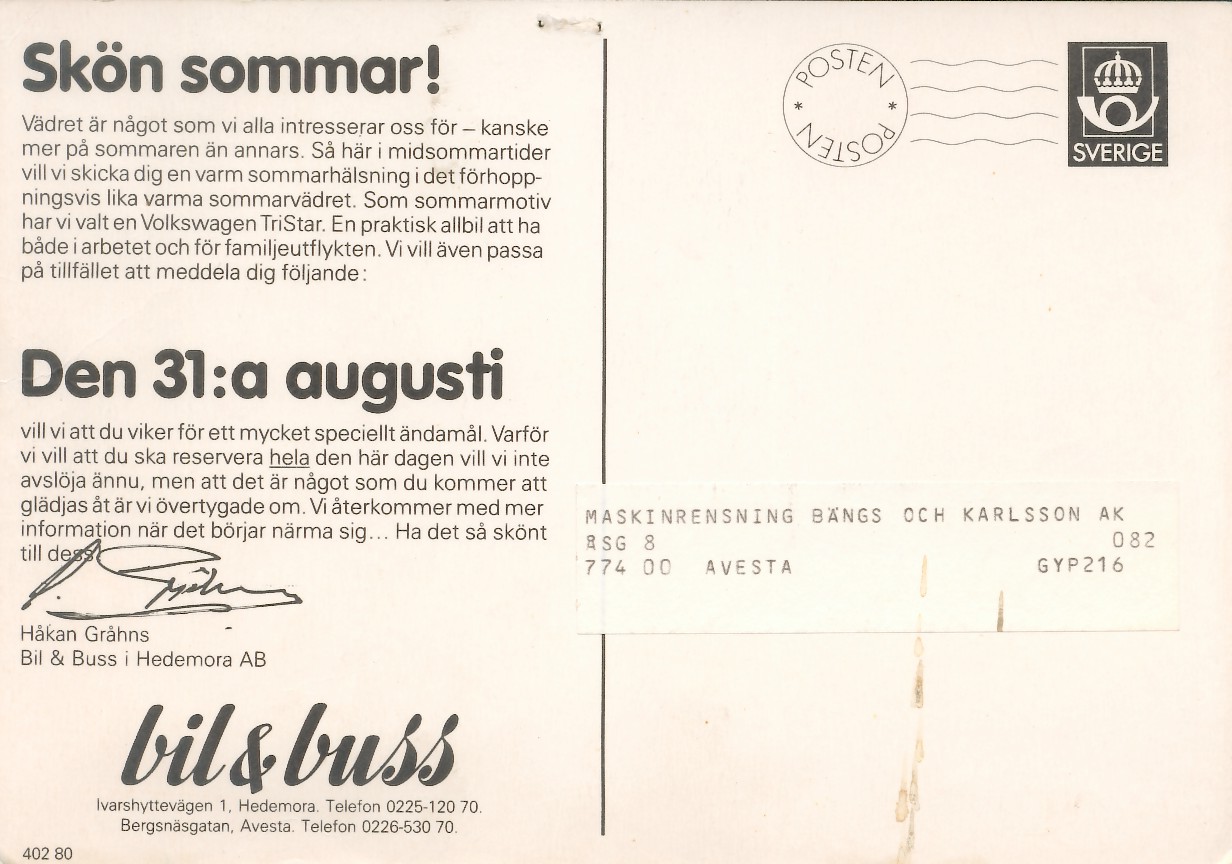 Skön sommar!
Vädret är något som vi alla intresserar oss för – kanske
mer på sommaren än annars. Så här i midsommartider
vill vi skicka dig en varm sommarhälsning i det förhopp-
ningsvis lika varma sommarvädret. Som sommarmotiv
har vi valt en Volkswagen TriStar. En praktisk allbil att ha
både i arbetet och för familjeutflykten. Vi vill även passa
på tillfället att meddela dig följande:
Den 31:a augusti
vill vi att du viker för ett mycket speciellt ändamål. Varför
vi vill att du ska reservera hela den här dagen vill vi inte
avslöja ännu, men att det är något som du kommer att
glädjas åt är vi övertygade om. Vi återkommer med mer
information när det börjar närma sig... Ha det så skönt
till dess!
Håkan Gråhns
Bil & Buss i Hedemora AB
bil & buss
Ivarshyttevägen 1, Hedemora. Telefon 0225-120 70.
Bergsnäsgatan, Avesta. Telefon 0226-530 70.
402 80
* POSTEN * POSTEN
SVERIGE
MASKINRENSNING BÄNGS OCH KARLSSON AK
SG 8 082
774 00 AVESTA GYP216